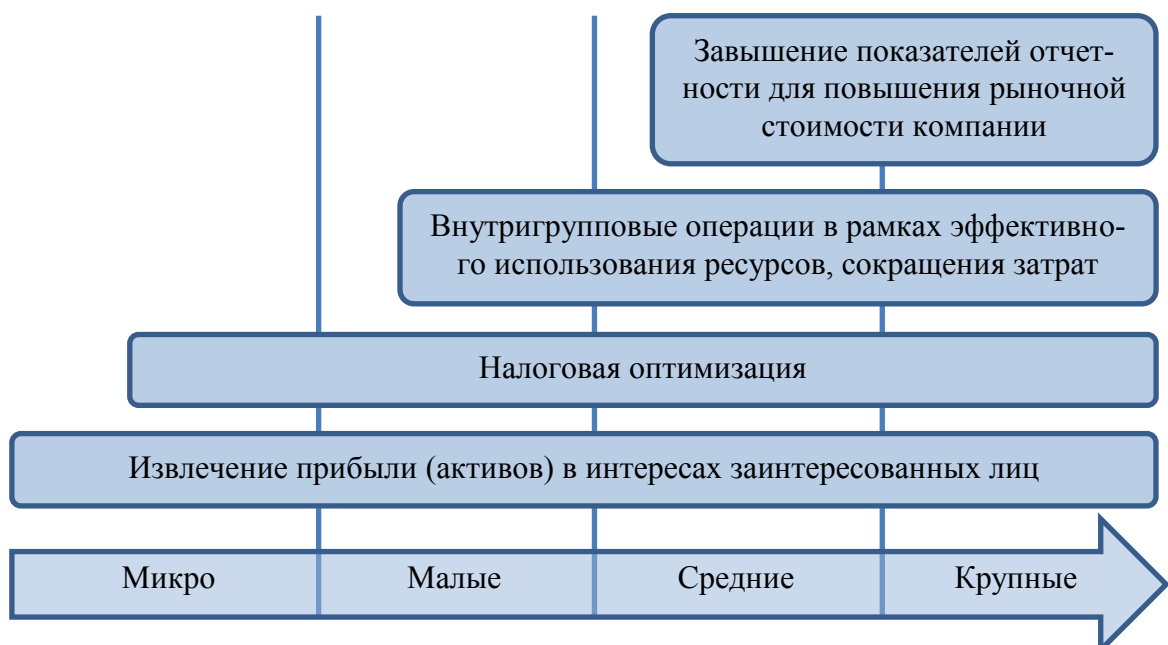 Завышение показателей отчет-
ности для повышения рыночной
стоимости компании
Внутригрупповые операции в рамках эффективно-
го использования ресурсов, сокращения затрат
Налоговая оптимизация
Извлечение прибыли (активов) в интересах заинтересованных лиц
Микро
Малые
Средние
Крупные